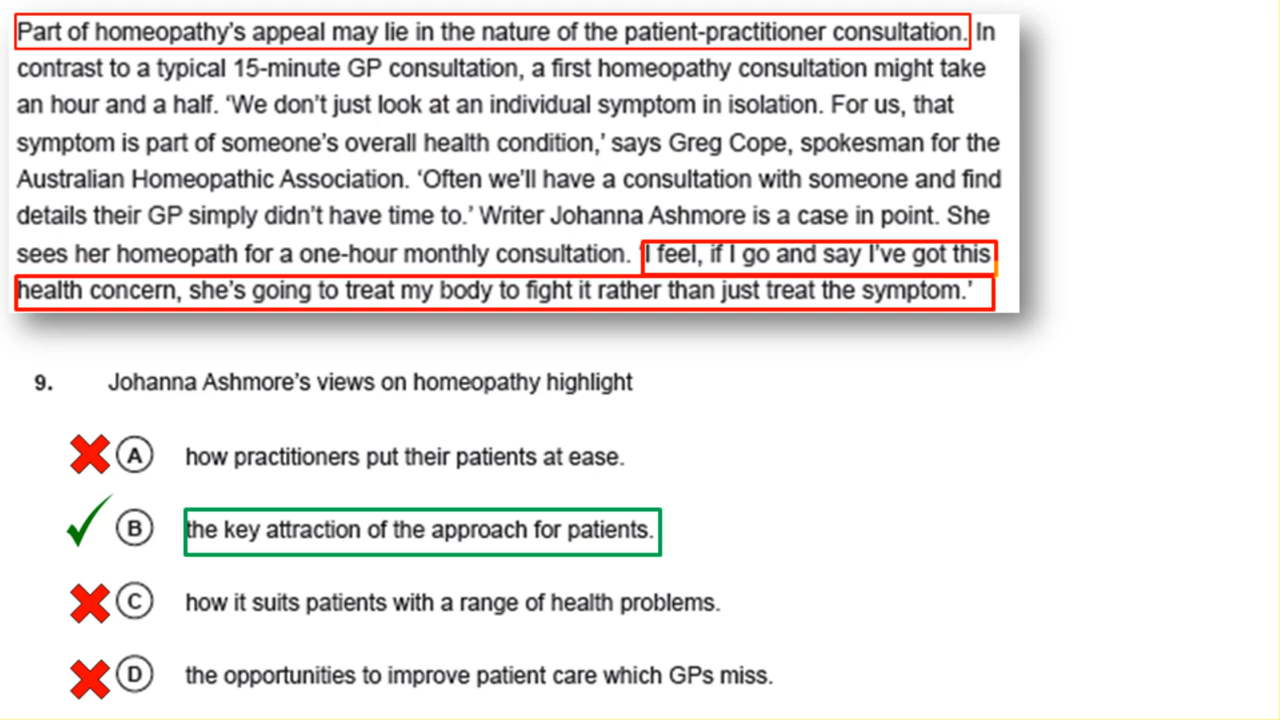 Part of homeopathy's appeal may lie in the nature of the patient-practitioner consultation. In
contrast to a typical 15-minute GP consultation, a first homeopathy consultation might take
an hour and a half. ‘We don't just look at an individual symptom in isolation. For us, that
symptom is part of someone's overall health condition,’ says Greg Cope, spokesman for the
Australian Homeopathic Association. ‘Often we'll have a consultation with someone and find
details their GP simply didn't have time to.’ Writer Johanna Ashmore is a case in point. She
sees her homeopath for a one-hour monthly consultation. ‘I feel, if I go and say I've got this
health concern, she's going to treat my body to fight it rather than just treat the symptom.’
9. Johanna Ashmore's views on homeopathy highlight
A how practitioners put their patients at ease.
B the key attraction of the approach for patients.
C how it suits patients with a range of health problems.
D the opportunities to improve patient care which GPs miss.